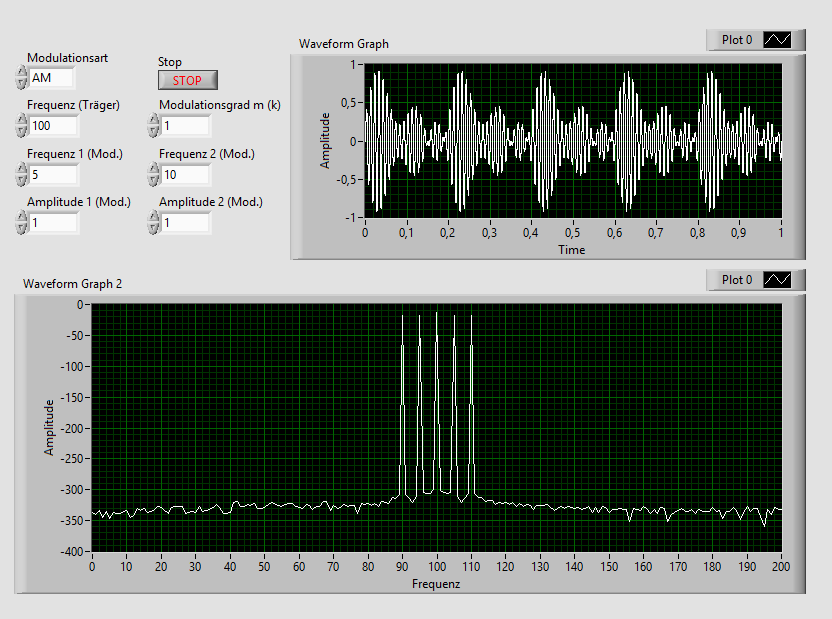 Modulationsart
AM
Stop
STOP
Frequenz (Träger)
100
Modulationsgrad m (k)
1
Frequenz 1 (Mod.)
5
Frequenz 2 (Mod.)
10
Amplitude 1 (Mod.)
1
Amplitude 2 (Mod.)
1
Waveform Graph
Plot 0
Amplitude
1
0,5
0
-0,5
-1
0 0,1 0,2 0,3 0,4 0,5 0,6 0,7 0,8 0,9 1
Time
Waveform Graph 2
Plot 0
Amplitude
0
-50
-100
-150
-200
-250
-300
-350
-400
0 10 20 30 40 50 60 70 80 90 100 110 120 130 140 150 160 170 180 190 200
Frequenz